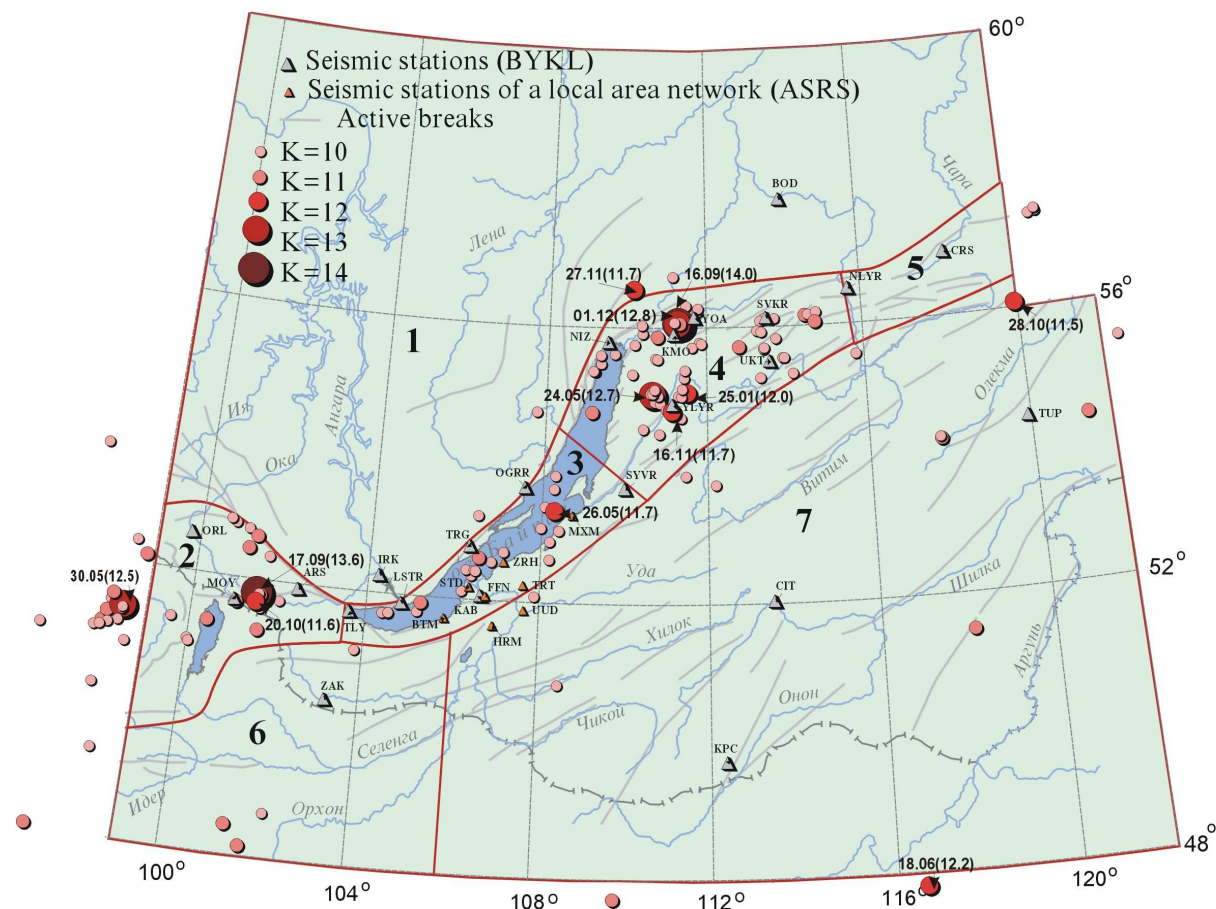 60°
Seismic stations (BYKL)
Seismic stations of a local area network (ASRS)
Active breaks
K=10
K=11
K=12
K=13
K=14
Чара
BOD
Лена
CRS
5
NLYR
27.11(11.7)
16.09(14.0)
56°
28.10(11.5)
01.12(12.8)
YOA
SVKR
NIZ
KMO
1
4
UKT
Олекма
24.05(12.7)
25.01(12.0)
YLYR
TUP
Ия
Ангара
16.11(11.7)
Ока
3
OGRR
SYVR
Витим
26.05(11.7)
MXM
7
ORL
2
TRG
52°
17.09(13.6)
IRK
ZRH
30.05(12.5)
MOY
ARS
LSTR
STD
FFN
TRT
Уда
CIT
Шилка
20.10(11.6)
TLY
BTM
KAB
UUD
HRM
Хилок
Аргунь
ZAK
6
Онон
Чикой
Селенга
KPC
Идер
Орхон
48°
18.06(12.2)
100°
104°
108°
112°
116°
120°